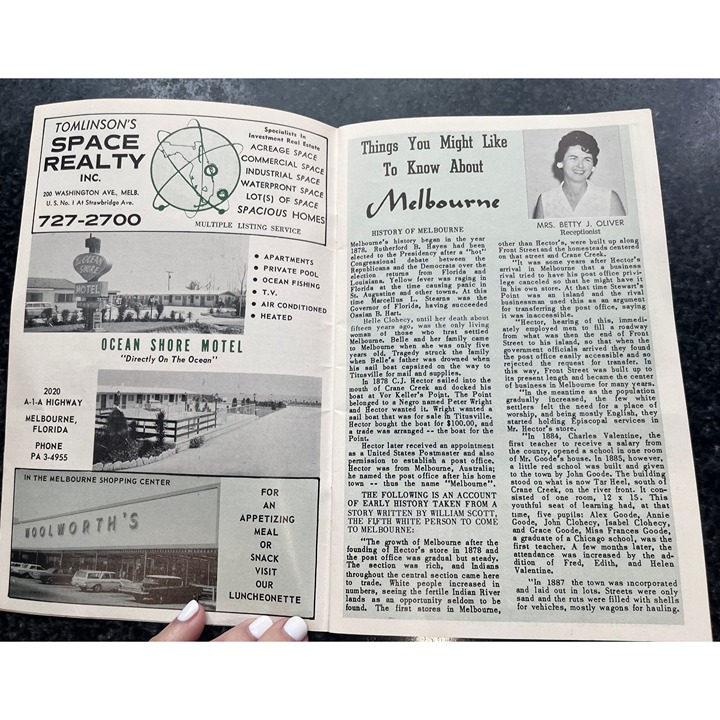 TOMLINSON'S
SPACE
REALTY
INC.
200 WASHINGTON AVE., MELB.
U.S. No. 1 At Strawbridge Ave.
727-2700
Specialists In
Investment Real Estate
ACREAGE SPACE
COMMERCIAL SPACE
INDUSTRIAL SPACE
WATERFRONT SPACE
LOT(S) OF SPACE
SPACIOUS HOMES
MULTIPLE LISTING SERVICE
OCEAN
SHORE
MOTEL
• APARTMENTS
• PRIVATE POOL
• OCEAN FISHING
• T.V.
• AIR CONDITIONED
• HEATED
OCEAN SHORE MOTEL
"Directly On The Ocean"
2020
A-1-A HIGHWAY
MELBOURNE,
FLORIDA
PHONE
PA 3-4955
IN THE MELBOURNE SHOPPING CENTER
WOOLWORTH'S
FOR
AN
APPETIZING
MEAL
OR
SNACK
VISIT
OUR
LUNCHEONETTE
Things You Might Like
To Know About
Melbourne
MRS. BETTY J. OLIVER
Receptionist
HISTORY OF MELBOURNE
Melbourne's history began in the year
1878. Rutherford B. Hayes had been
elected to the Presidency after a "hot"
Congressional debate between the
Republicans and the Democrats over the
election returns from Florida and
Louisiana. Yellow fever was raging in
Florida at the time causing panic in
St. Augustine and other towns. At this
time Marcellus L. Stearns was the
Governor of Florida, having succeeded
Ossian B. Hart.
Belle Clohecy, until her death about
fifteen years ago, was the only living
woman of those who first settled
Melbourne. Belle and her family came
to Melbourne when she was only five
years old. Tragedy struck the family
when Belle's father was drowned when
his sail boat capsized on the way to
Titusville for mail and supplies.
In 1878 C.J. Hector sailed into the
mouth of Crane Creek and docked his
boat at Vor Keller's Point. The Point
belonged to a Negro named Peter Wright
and Hector wanted it. Wright wanted a
sail boat that was for sale in Titusville.
Hector bought the boat for $100.00, and
a trade was arranged -- the boat for the
Point.
Hector later received an appointment
as a United States Postmaster and also
permission to establish a post office.
Hector was from Melbourne, Australia;
he named the post office after his home
town -- thus the name "Melbourne".
THE FOLLOWING IS AN ACCOUNT
OF EARLY HISTORY TAKEN FROM A
STORY WRITTEN BY WILLIAM SCOTT,
THE FIFTH WHITE PERSON TO COME
TO MELBOURNE:
"The growth of Melbourne after the
founding of Hector's store in 1878 and
the post office was gradual but steady.
The section was rich, and Indians
throughout the central section came here
to trade. White people increased in
numbers, seeing the fertile Indian River
lands as an opportunity seldom to be
found. The first stores in Melbourne,
other than Hector's, were built up along
Front Street and the homesteads centered
on that street and Crane Creek.
"It was some years after Hector's
arrival in Melbourne that a business
rival tried to have his post office privi-
lege canceled so that he might have it
in his own store. At that time Stewart's
Point was an island and the rival
businessman used this as an argument
for transferring the post office, saying
it was inaccessible.
"Hector, hearing of this, immedi-
ately employed men to fill a roadway
from what was then the end of Front
Street to his island, so that when the
government officials arrived they found
the post office easily accessible and so
rejected the request for transfer. In
this way, Front Street was built up to
its present length and became the center
of business in Melbourne for many years.
"In the meantime as the population
gradually increased, the few white
settlers felt the need for a place of
worship, and being mostly English, they
started holding Episcopal services in
Mr. Hector's store.
"In 1884, Charles Valentine, the
first teacher to receive a salary from
the county, opened a school in one room
of Mr. Goode's house. In 1885, however,
a little red school was built and given
to the town by John Goode. The building
stood on what is now Tar Heel, south of
Crane Creek, on the river front. It con-
sisted of one room, 12 x 15. This
youthful seat of learning had, at that
time, five pupils: Alex Goode, Annie
Goode, John Clohecy, Isabel Clohecy,
and Grace Goode, Miss Frances Goode,
a graduate of a Chicago school, was the
first teacher. A few months later, the
attendance was increased by the ad-
dition of Fred, Edith, and Helen
Valentine.
"In 1887 the town was incorporated
and laid out in lots. Streets were only
sand and the ruts were filled with shells
for vehicles, mostly wagons for hauling.